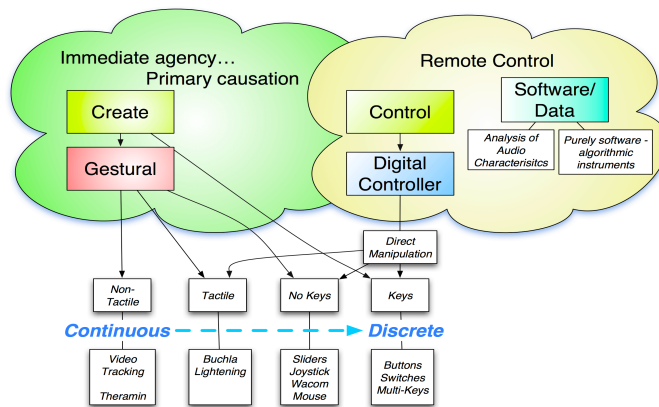 Immediate agency…
Primary causation
Remote Control
Create
Control
Software/
Data
Gestural
Digital
Controller
Analysis of
Audio
Characterisitcs
Purely software -
algorithmic
instruments
Direct
Manipulation
Non-
Tactile
Tactile
No Keys
Keys
Continuous
Discrete
Video
Tracking
Theramin
Buchla
Lightening
Sliders
Joystick
Wacom
Mouse
Buttons
Switches
Multi-Keys